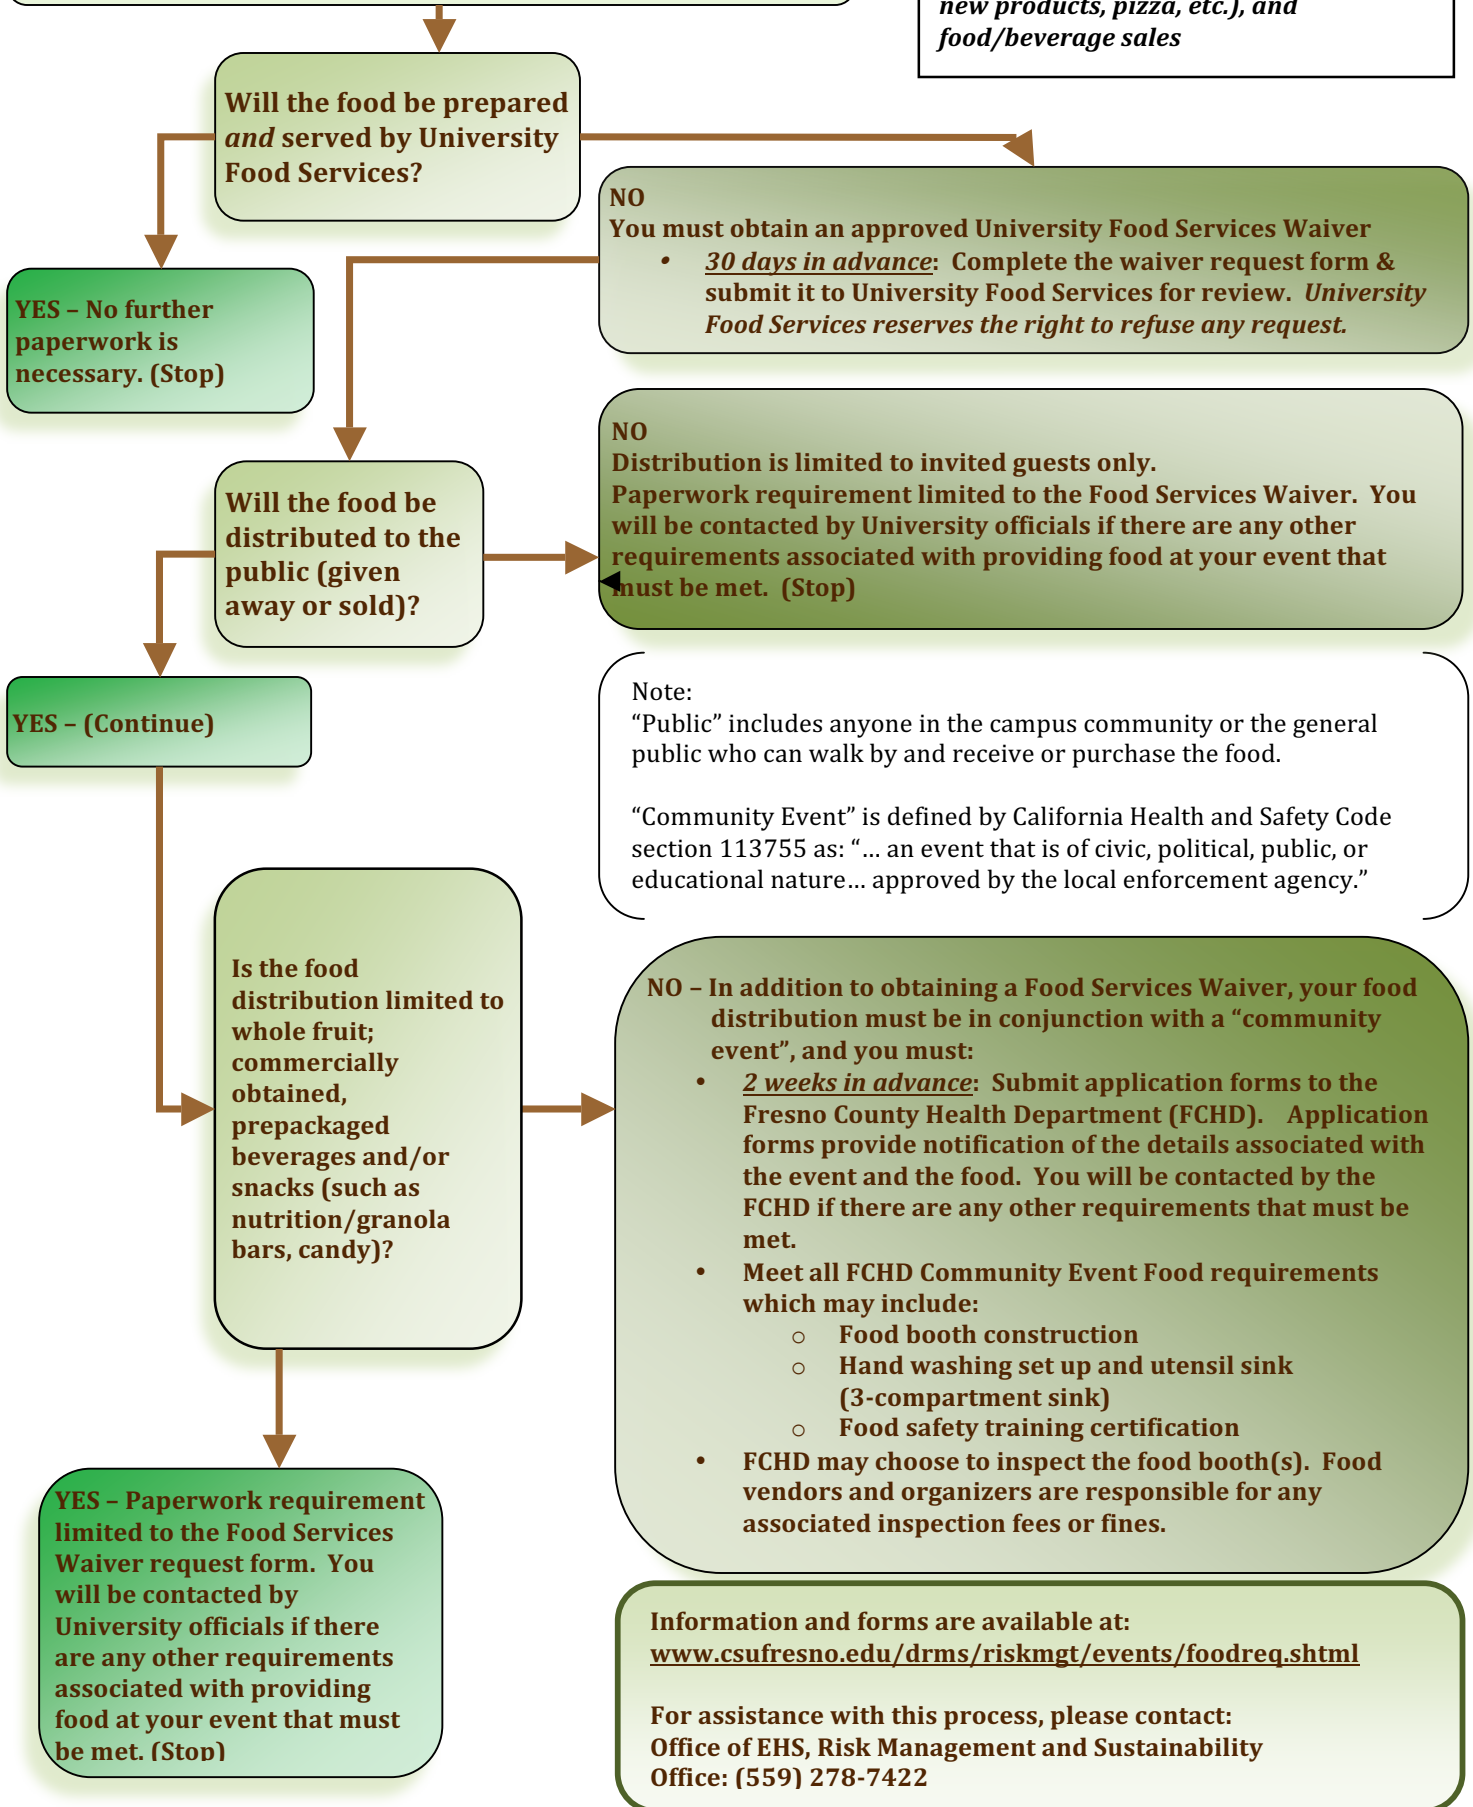 new products, pizza, etc.), and
food/beverage sales
Will the food be prepared
and served by University
Food Services?
NO
You must obtain an approved University Food Services Waiver
• 30 days in advance:  Complete the waiver request form &
submit it to University Food Services for review.  University
Food Services reserves the right to refuse any request.
YES – No further
paperwork is
necessary. (Stop)
Will the food be
distributed to the
public (given
away or sold)?
NO
Distribution is limited to invited guests only.
Paperwork requirement limited to the Food Services Waiver.  You
will be contacted by University officials if there are any other
requirements associated with providing food at your event that
must be met.  (Stop)
YES – (Continue)
Note:
“Public” includes anyone in the campus community or the general
public who can walk by and receive or purchase the food.
“Community Event” is defined by California Health and Safety Code
section 113755 as: “… an event that is of civic, political, public, or
educational nature… approved by the local enforcement agency.”
Is the food
distribution limited to
whole fruit;
commercially
obtained,
prepackaged
beverages and/or
snacks (such as
nutrition/granola
bars, candy)?
NO – In addition to obtaining a Food Services Waiver, your food
distribution must be in conjunction with a “community
event”, and you must:
• 2 weeks in advance:  Submit application forms to the
Fresno County Health Department (FCHD).    Application
forms provide notification of the details associated with
the event and the food.  You will be contacted by the
FCHD if there are any other requirements that must be
met.
• Meet all FCHD Community Event Food requirements
which may include:
o Food booth construction
o Hand washing set up and utensil sink
(3-compartment sink)
o Food safety training certification
• FCHD may choose to inspect the food booth(s).  Food
vendors and organizers are responsible for any
associated inspection fees or fines.
YES – Paperwork requirement
limited to the Food Services
Waiver request form.  You
will be contacted by
University officials if there
are any other requirements
associated with providing
food at your event that must
be met. (Stop)
Information and forms are available at:
www.csufresno.edu/drms/riskmgt/events/foodreq.shtml
For assistance with this process, please contact:
Office of EHS, Risk Management and Sustainability
Office: (559) 278-7422